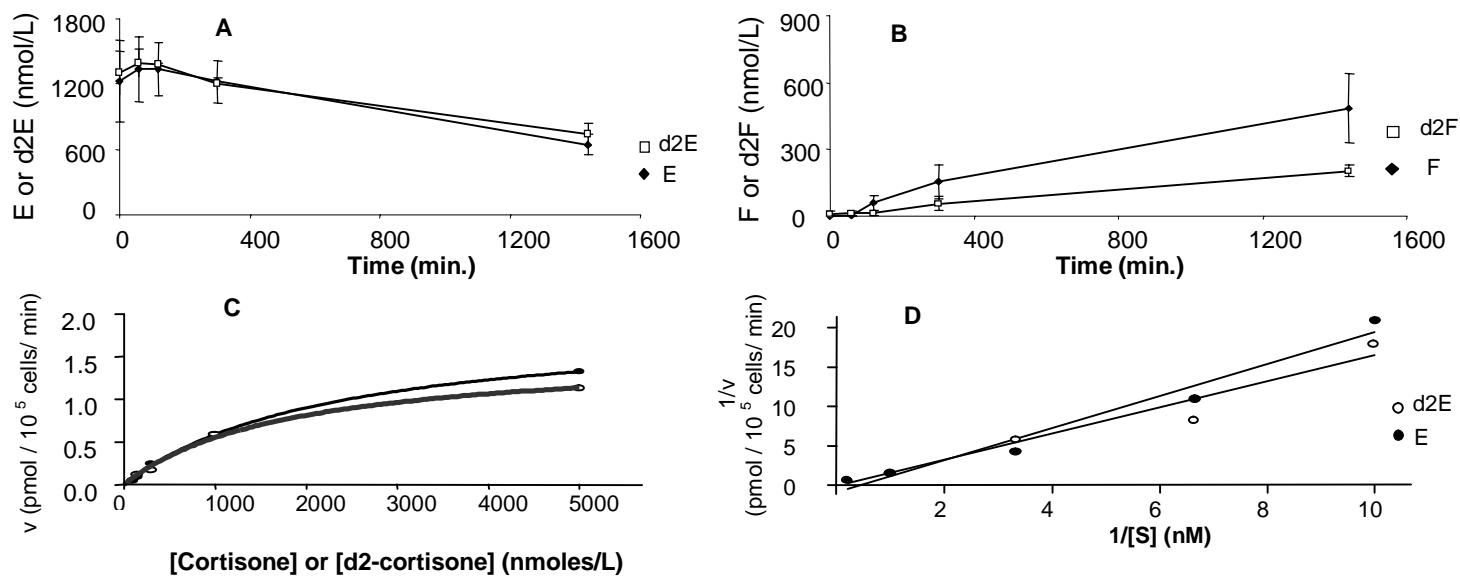 A
E or d2E (nmol/L)
1800
1200
600
0
0 400 800 1200 1600
Time (min.)
d2E
E
B
F or d2F (nmol/L)
900
600
300
0
0 400 800 1200 1600
Time (min.)
d2F
F
C
v (pmol / 10 5 cells/ min)
2.0
1.5
1.0
0.5
0.0
0 1000 2000 3000 4000 5000
[Cortisone] or [d2-cortisone] (nmoles/L)
D
1/v
(pmol / 10 5 cells/ min)
20
15
10
5
0
2 4 6 8 10
1/[S] (nM)
d2E
E